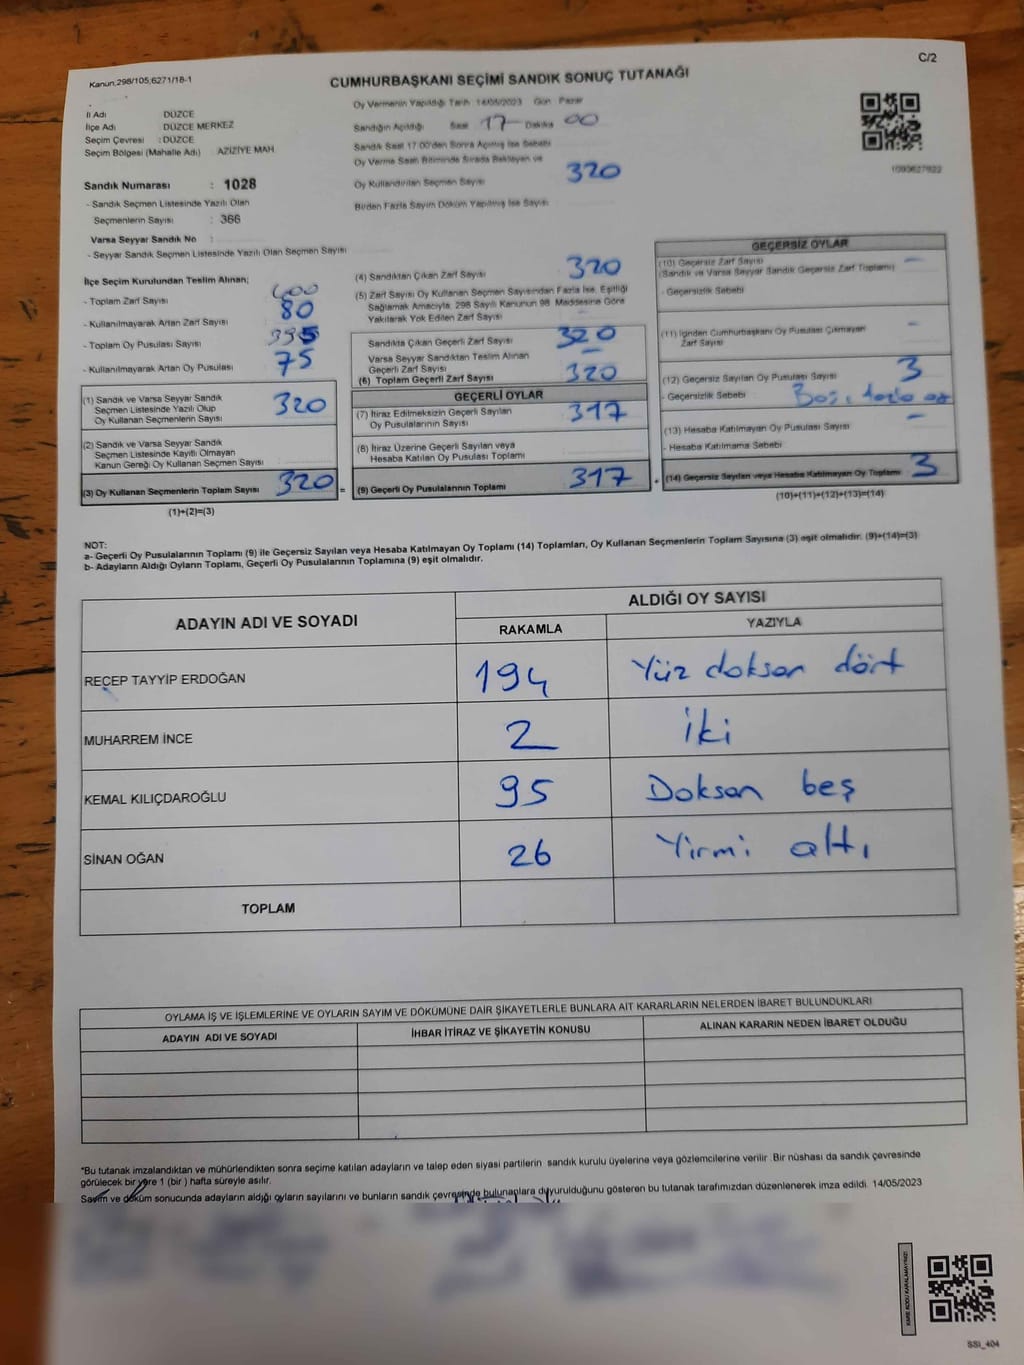 Kanun;298/105,6271/18-1
C/2
CUMHURBAŞKANI SEÇİMİ SANDIK SONUÇ TUTANAĞI
İl Adı DÜZCE
İlçe Adı DÜZCE MERKEZ
Seçim Çevresi : DÜZCE
Seçim Bölgesi (Mahalle Adı) AZİZİYE MAH.
Sandık Numarası : 1028
- Sandık Seçmen Listesinde Yazılı Olan
Seçmenlerin Sayısı : 366
Varsa Seyyar Sandık No :
- Seyyar Sandık Seçmen Listesinde Yazılı Olan Seçmen Sayısı
Oy Vermenin Yapıldığı Tarih : 14/05/2023 Gün : Pazar
Sandığın Açıldığı Saat 17 Dakika 00
Sandık Saat 17:00'den Sonra Açılmış İse Sebebi
Oy Verme Saati Bitiminde Sırada Bekleyen ve
Oy Kullandırılan Seçmen Sayısı 320
Birden Fazla Sayım Döküm Yapılmış İse Sayısı
1093627922
İlçe Seçim Kurulundan Teslim Alınan;
- Toplam Zarf Sayısı 400
- Kullanılmayarak Artan Zarf Sayısı 80
- Toplam Oy Pusulası Sayısı 395
- Kullanılmayarak Artan Oy Pusulası 75
(1) Sandık ve Varsa Seyyar Sandık
Seçmen Listesinde Yazılı Olup
Oy Kullanan Seçmenlerin Sayısı 320
(2) Sandık ve Varsa Seyyar Sandık
Seçmen Listesinde Kayıtlı Olmayan
Kanun Gereği Oy Kullanan Seçmen Sayısı
(3) Oy Kullanan Seçmenlerin Toplam Sayısı 320 =
(1)+(2)=(3)
(4) Sandıktan Çıkan Zarf Sayısı 320
(5) Zarf Sayısı Oy Kullanan Seçmen Sayısından Fazla İse, Eşitliği
Sağlamak Amacıyla, 298 Sayılı Kanunun 98. Maddesine Göre
Yakılarak Yok Edilen Zarf Sayısı -
Sandıkta Çıkan Geçerli Zarf Sayısı 320
Varsa Seyyar Sandıktan Teslim Alınan
Geçerli Zarf Sayısı -
(6) Toplam Geçerli Zarf Sayısı 320
GEÇERLİ OYLAR
(7) İtiraz Edilmeksizin Geçerli Sayılan
Oy Pusulalarının Sayısı 317
(8) İtiraz Üzerine Geçerli Sayılan veya
Hesaba Katılan Oy Pusulası Toplamı
(9) Geçerli Oy Pusulalarının Toplamı 317 +
GEÇERSİZ OYLAR
(10) Geçersiz Zarf Sayısı -
(Sandık ve Varsa Seyyar Sandık Geçersiz Zarf Toplamı)
- Geçersizlik Sebebi
(11) İçinden Cumhurbaşkanı Oy Pusulası Çıkmayan -
Zarf Sayısı
(12) Geçersiz Sayılan Oy Pusulası Sayısı 3
- Geçersizlik Sebebi Boş, fazla oy
(13) Hesaba Katılmayan Oy Pusulası Sayısı -
- Hesaba Katılmama Sebebi
(14) Geçersiz Sayılan veya Hesaba Katılmayan Oy Toplamı 3
(10)+(11)+(12)+(13)=(14)
NOT:
a- Geçerli Oy Pusulalarının Toplamı (9) ile Geçersiz Sayılan veya Hesaba Katılmayan Oy Toplamı (14) Toplamları, Oy Kullanan Seçmenlerin Toplam Sayısına (3) eşit olmalıdır. (9)+(14)=(3)
b- Adayların Aldığı Oyların Toplamı, Geçerli Oy Pusulalarının Toplamına (9) eşit olmalıdır.
ADAYIN ADI VE SOYADI ALDIĞI OY SAYISI
RAKAMLA YAZIYLA
RECEP TAYYİP ERDOĞAN 194 Yüz doksan dört
MUHARREM İNCE 2 iki
KEMAL KILIÇDAROĞLU 95 Doksan beş
SİNAN OĞAN 26 Yirmi altı
TOPLAM
OYLAMA İŞ VE İŞLEMLERİNE VE OYLARIN SAYIM VE DÖKÜMÜNE DAİR ŞİKAYETLERLE BUNLARA AİT KARARLARIN NELERDEN İBARET BULUNDUKLARI
ADAYIN ADI VE SOYADI İHBAR İTİRAZ VE ŞİKAYETİN KONUSU ALINAN KARARIN NEDEN İBARET OLDUĞU
*Bu tutanak imzalandıktan ve mühürlendikten sonra seçime katılan adayların ve talep eden siyasi partilerin sandık kurulu üyelerine veya gözlemcilerine verilir .Bir nüshası da sandık çevresinde
görülecek bir yere 1 (bir ) hafta süreyle asılır.
Sayım ve döküm sonucunda adayların aldığı oyların sayılarını ve bunların sandık çevresinde bulunanlara duyurulduğunu gösteren bu tutanak tarafımızdan düzenlenerek imza edildi. 14/05/2023
KARE KODU KARALAMAYINIZ!
SSİ_404